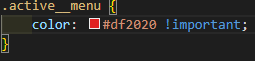 .active__menu {
color: #df2020 !important;
}